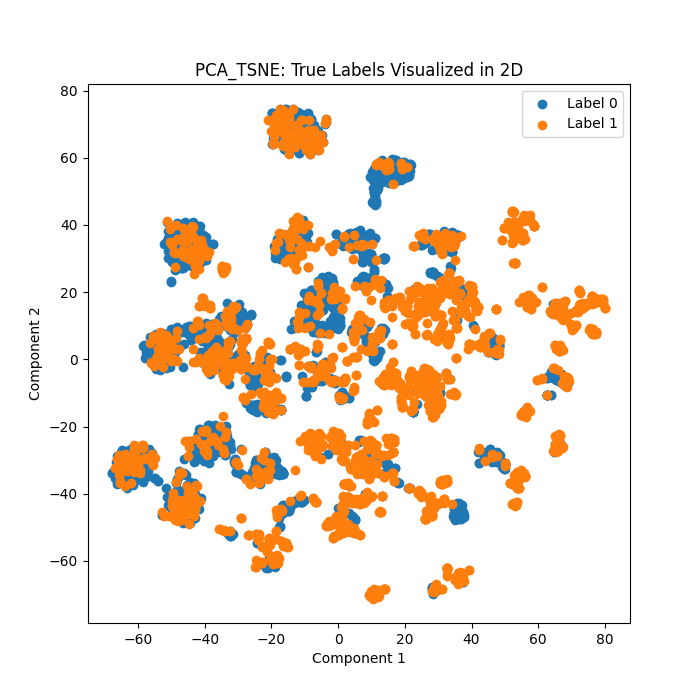 PCA_TSNE: True Labels Visualized in 2D
Label 0
Label 1
80
60
40
20
0
−20
−40
−60
Component 2
−60 −40 −20 0 20 40 60 80
Component 1